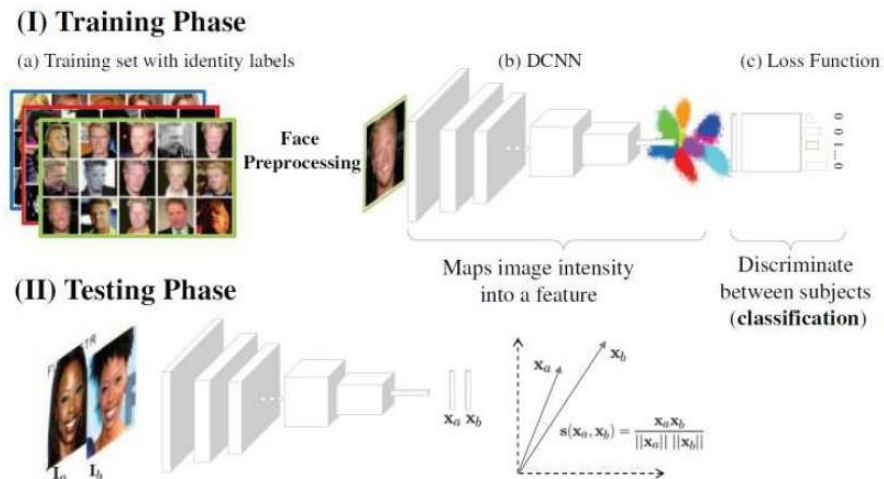 (I) Training Phase
(a) Training set with identity labels
(b) DCNN
(c) Loss Function
Face
Preprocessing
0 0 1 ... 0
Maps image intensity
into a feature
Discriminate
between subjects
(classification)
(II) Testing Phase
I_a I_b
x_a x_b
x_a
x_b
s(x_a, x_b) = x_a x_b / ||x_a|| ||x_b||